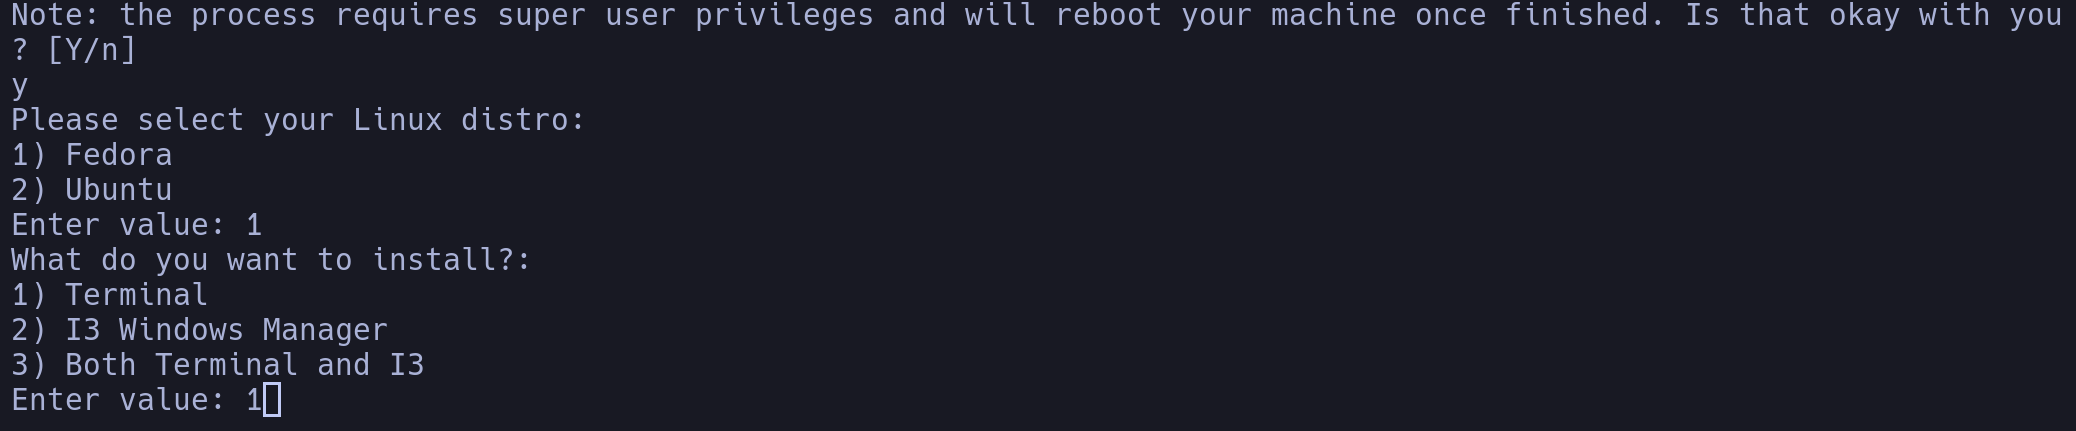 Note: the process requires super user privileges and will reboot your machine once finished. Is that okay with you
? [Y/n]
y
Please select your Linux distro:
1) Fedora
2) Ubuntu
Enter value: 1
What do you want to install?:
1) Terminal
2) I3 Windows Manager
3) Both Terminal and I3
Enter value: 1